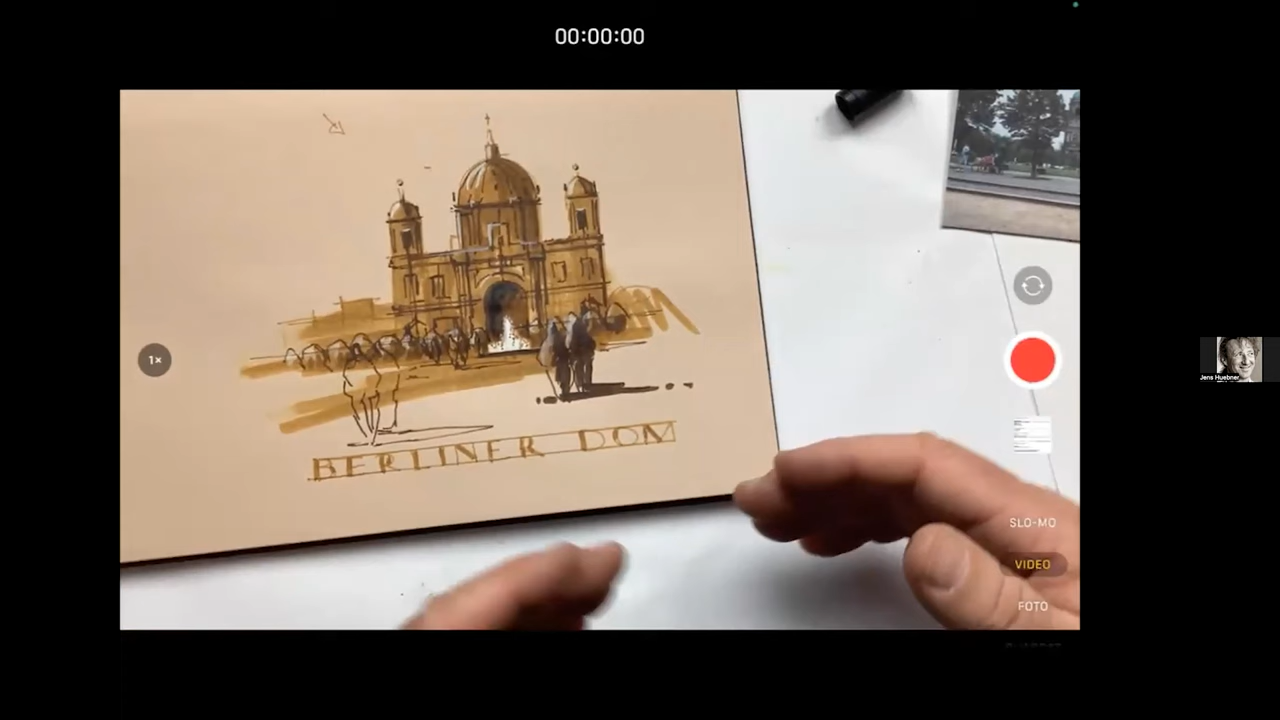 00:00:00
1×
BERLINER DOM
Jens Huebner
SLO-MO
VIDEO
FOTO